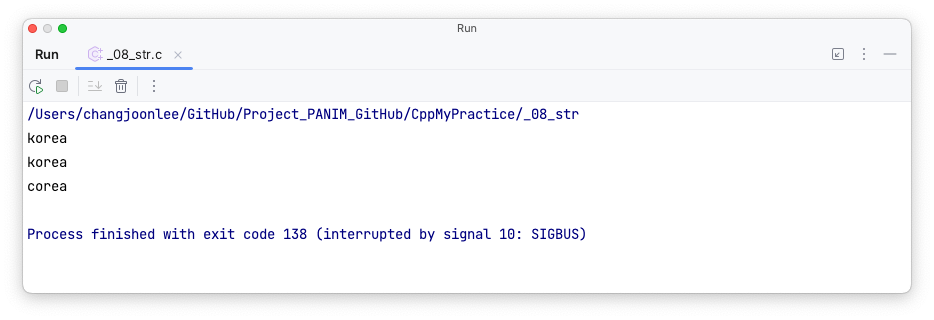 Run
Run
_08_str.c
/Users/changjoonlee/GitHub/Project_PANIM_GitHub/CppMyPractice/_08_str
korea
korea
corea
Process finished with exit code 138 (interrupted by signal 10: SIGBUS)